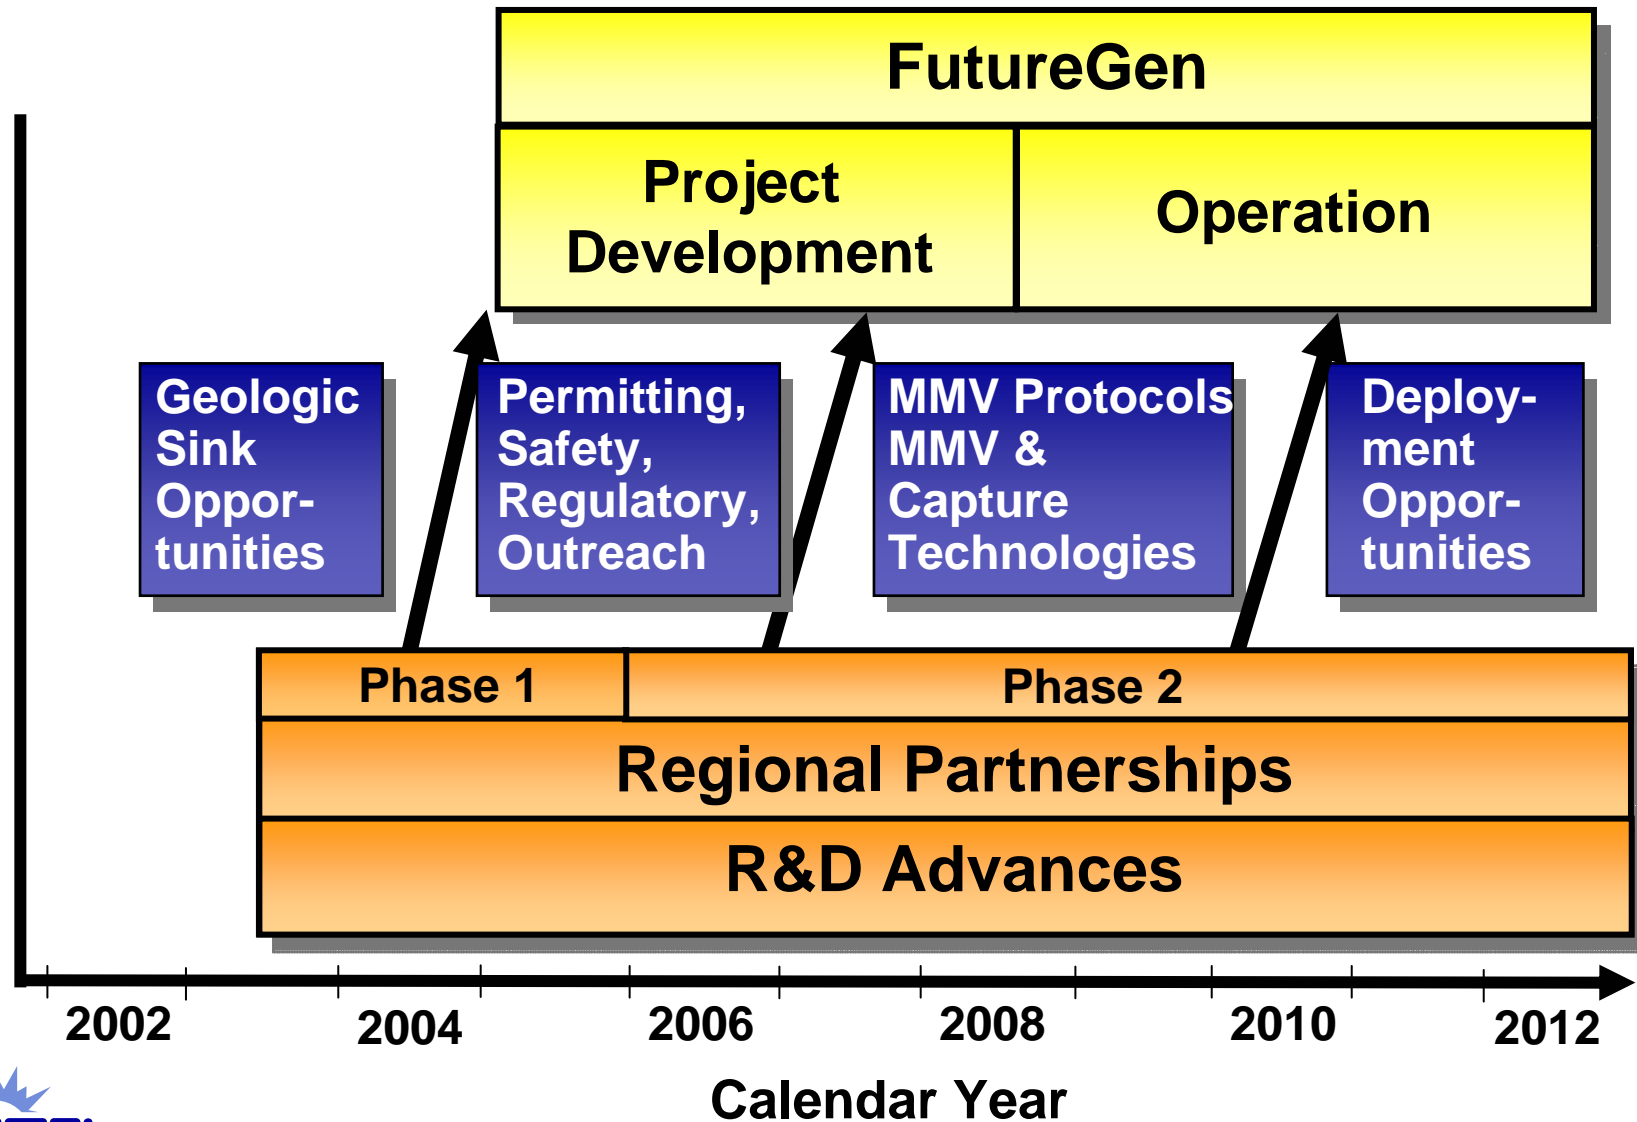 FutureGen
Project
Development
Operation
Geologic
Sink
Oppor-
tunities
Permitting,
Safety,
Regulatory,
Outreach
MMV Protocols
MMV &
Capture
Technologies
Deploy-
ment
Oppor-
tunities
Phase 1
Phase 2
Regional Partnerships
R&D Advances
2002
2004
2006
2008
2010
2012
Calendar Year